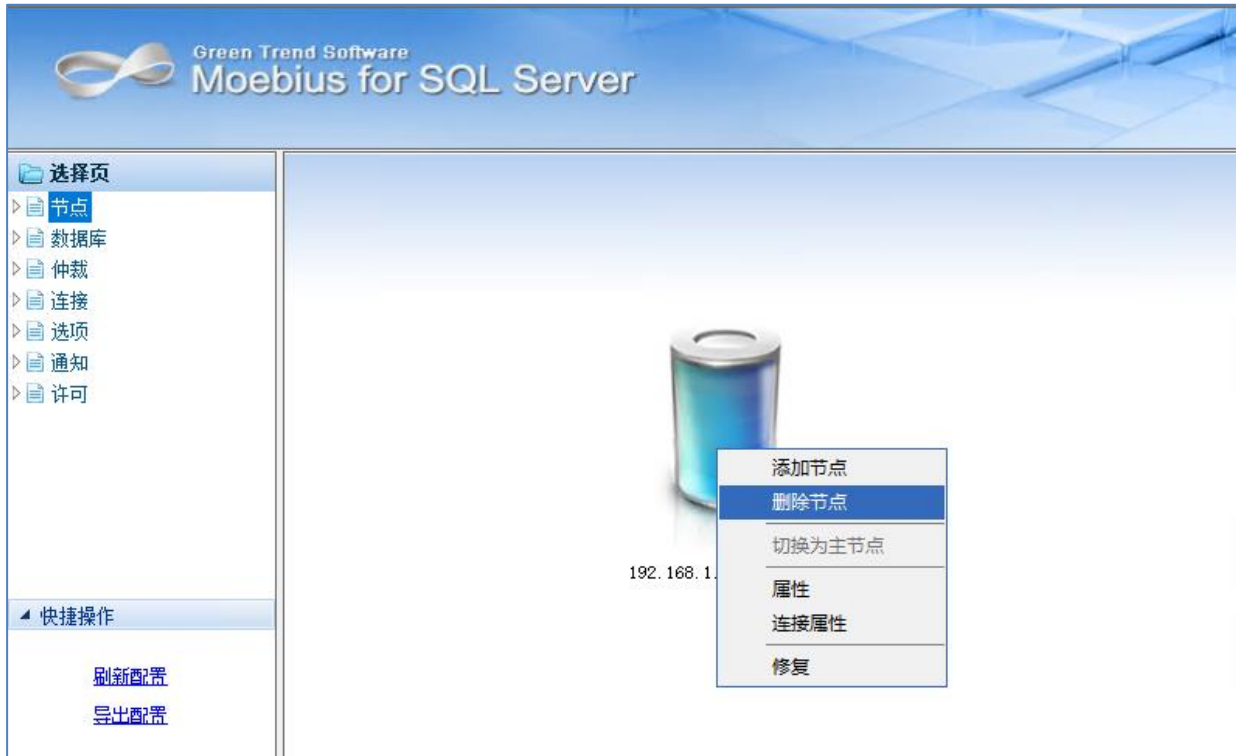 Green Trend Software
Moebius for SQL Server
选择页
节点
数据库
仲裁
连接
选项
通知
许可
快捷操作
刷新配置
导出配置
192.168.1.
添加节点
删除节点
切换为主节点
属性
连接属性
修复